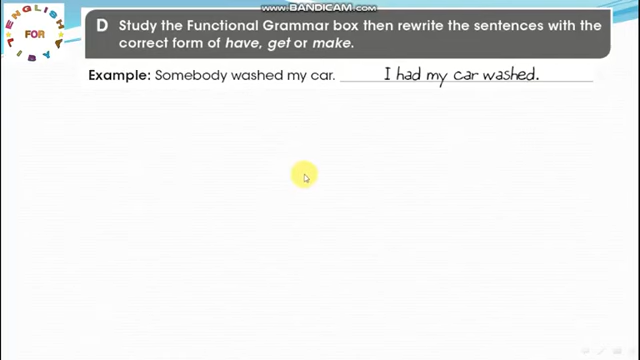 WWW.BANDICAM.COM
ENGLISH
FOR
LIBY
D Study the Functional Grammar box then rewrite the sentences with the
correct form of have, get or make.
Example: Somebody washed my car. I had my car washed.